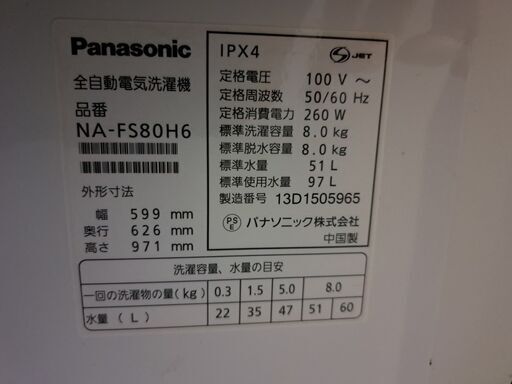 Panasonic
全自動電気洗濯機
品番
NA-FS80H6
外形寸法
幅 599 mm
奥行 626 mm
高さ 971 mm
IPX4
S JET
定格電圧 100 V ～
定格周波数 50/60 Hz
定格消費電力 260 W
標準洗濯容量 8.0 kg
標準脱水容量 8.0 kg
標準水量 51 L
標準使用水量 97 L
製造番号 13D1505965
PS E パナソニック株式会社
中国製
洗濯容量、水量の目安
一回の洗濯物の量(kg) 0.3 1.5 5.0 8.0
水量(L) 22 35 47 51 60